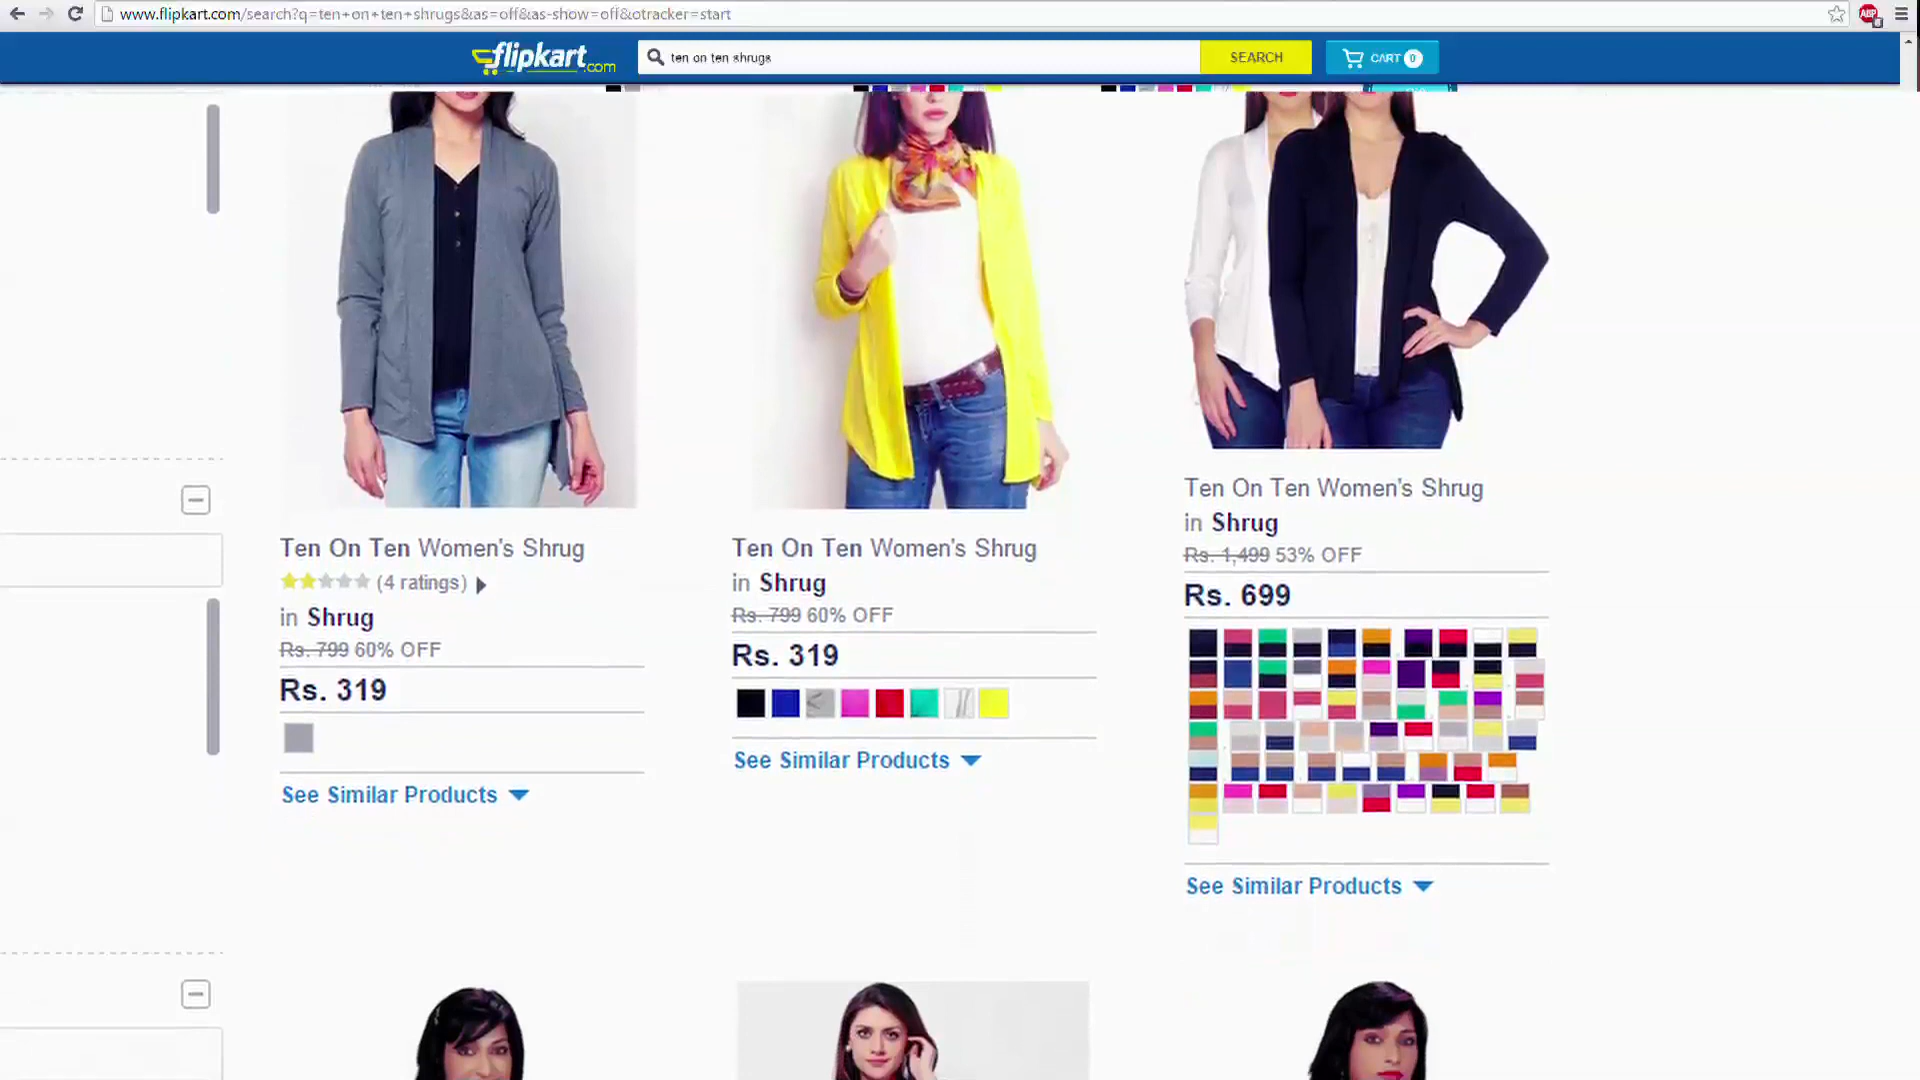 www.flipkart.com/search?q=ten+on+ten+shrugs&as=off&as-show=off&otracker=start
ABP
flipkart.com
ten on ten shrugs
SEARCH
CART 0
Ten On Ten Women's Shrug
(4 ratings)
in Shrug
Rs. 799 60% OFF
Rs. 319
See Similar Products
Ten On Ten Women's Shrug
in Shrug
Rs. 799 60% OFF
Rs. 319
See Similar Products
Ten On Ten Women's Shrug
in Shrug
Rs. 1,499 53% OFF
Rs. 699
See Similar Products